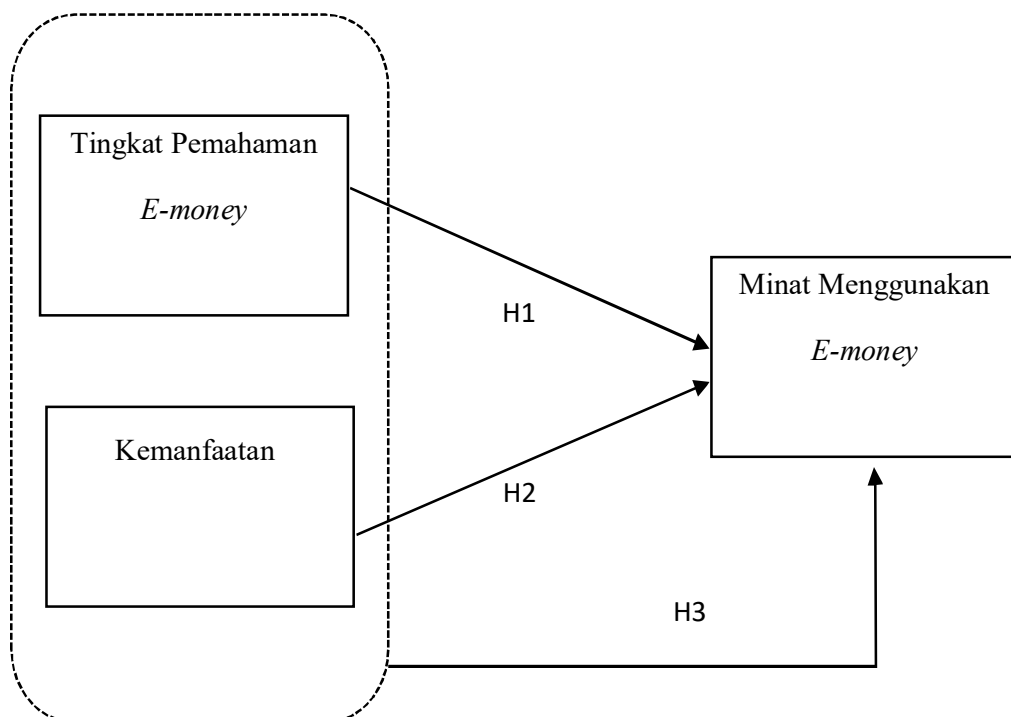 Tingkat Pemahaman
E-money
H1
Minat Menggunakan
E-money
Kemanfaatan
H2
H3